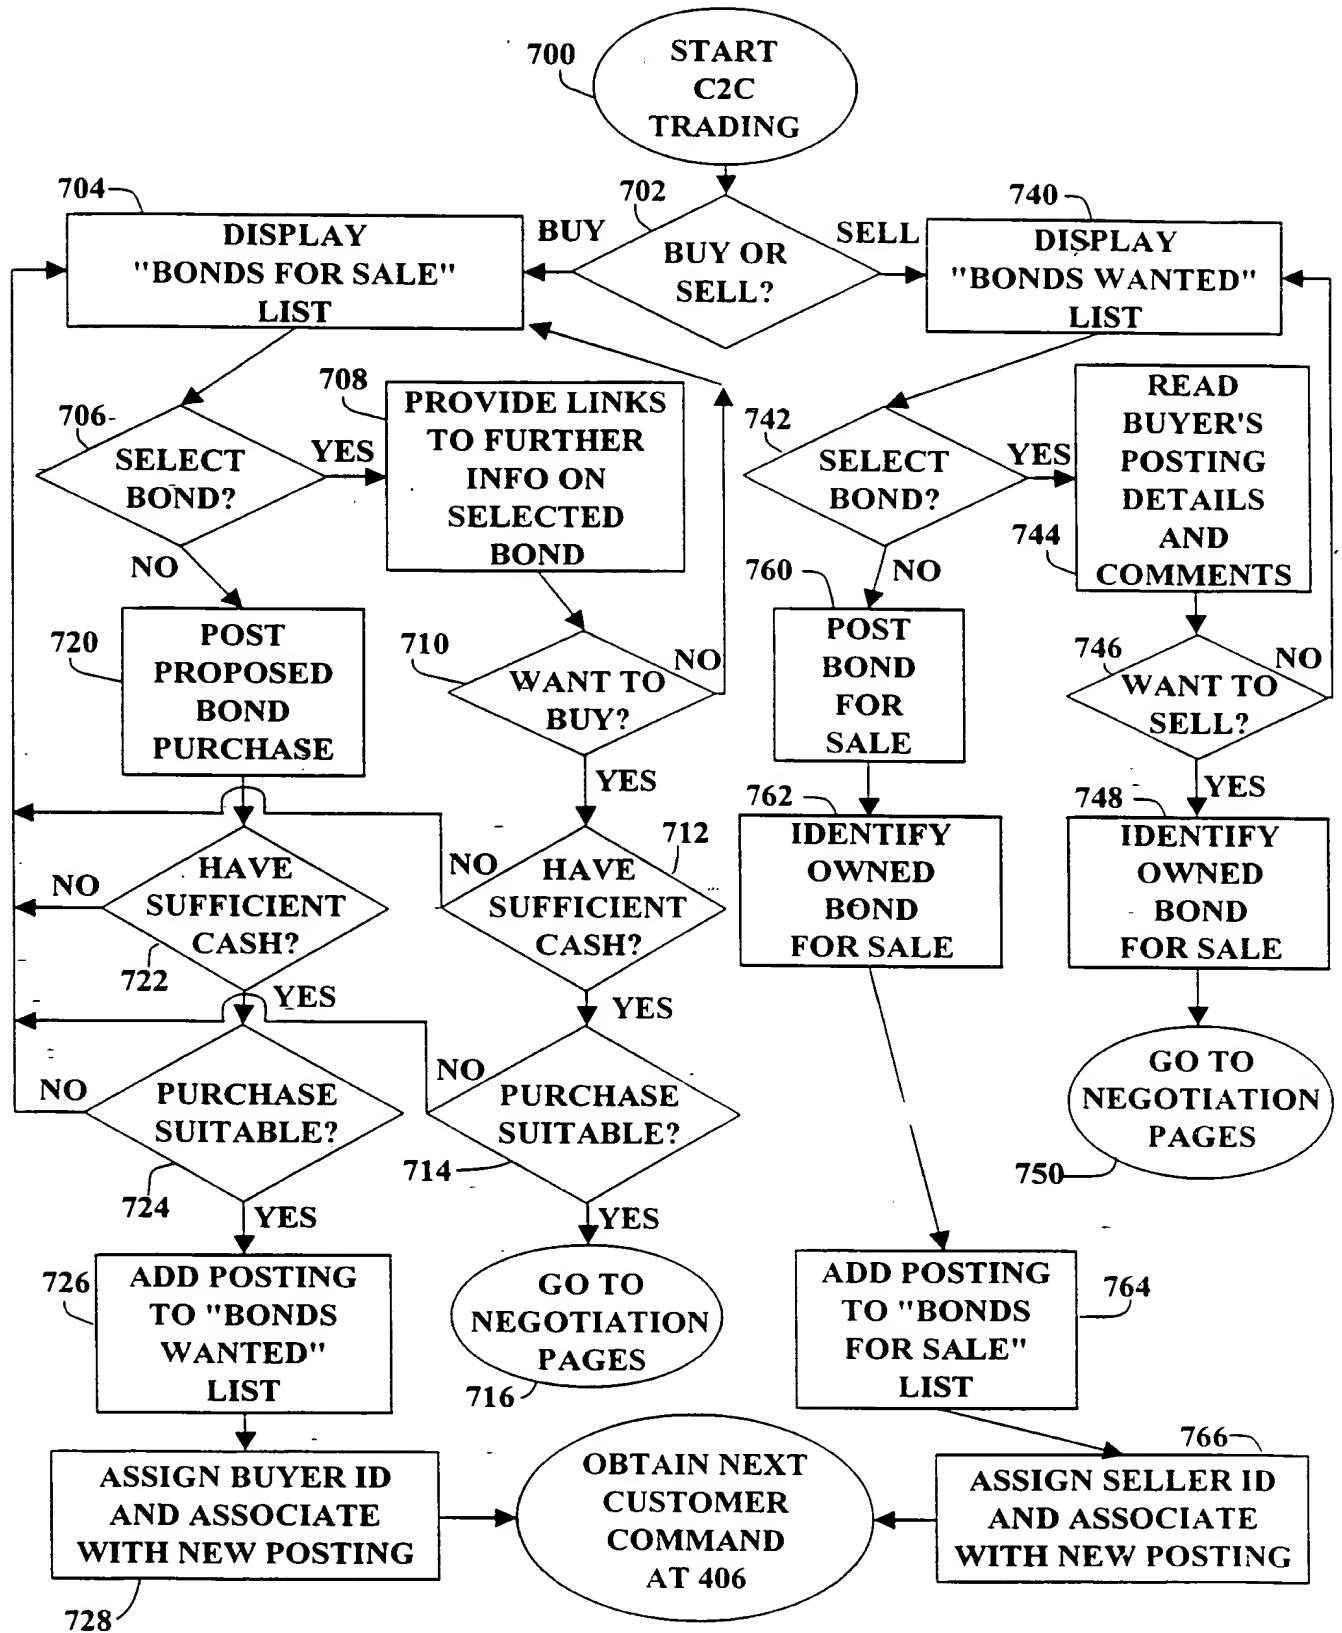 700
START
C2C
TRADING
704
702
740
BUY
SELL
DISPLAY
"BONDS FOR SALE"
LIST
BUY OR
SELL?
DISPLAY
"BONDS WANTED"
LIST
706
SELECT
BOND?
YES
NO
708
PROVIDE LINKS
TO FURTHER
INFO ON
SELECTED
BOND
742
SELECT
BOND?
YES
NO
744
READ
BUYER'S
POSTING
DETAILS
AND
COMMENTS
720
POST
PROPOSED
BOND
PURCHASE
710
WANT TO
BUY?
NO
YES
760
POST
BOND
FOR
SALE
746
WANT TO
SELL?
NO
YES
722
HAVE
SUFFICIENT
CASH?
NO
YES
712
HAVE
SUFFICIENT
CASH?
NO
YES
762
IDENTIFY
OWNED
BOND
FOR SALE
748
IDENTIFY
OWNED
BOND
FOR SALE
724
PURCHASE
SUITABLE?
NO
YES
714
PURCHASE
SUITABLE?
NO
YES
750
GO TO
NEGOTIATION
PAGES
726
ADD POSTING
TO "BONDS
WANTED"
LIST
716
GO TO
NEGOTIATION
PAGES
764
ADD POSTING
TO "BONDS
FOR SALE"
LIST
728
ASSIGN BUYER ID
AND ASSOCIATE
WITH NEW POSTING
OBTAIN NEXT
CUSTOMER
COMMAND
AT 406
766
ASSIGN SELLER ID
AND ASSOCIATE
WITH NEW POSTING